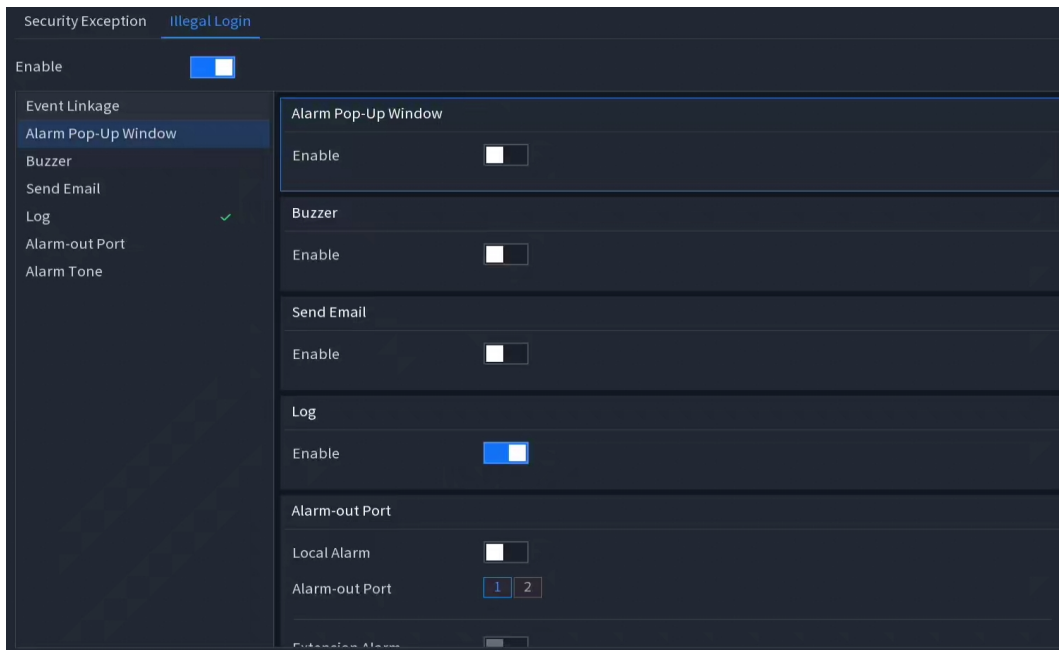 Security Exception Illegal Login
Enable
Event Linkage
Alarm Pop-Up Window
Buzzer
Send Email
Log
Alarm-out Port
Alarm Tone
Alarm Pop-Up Window
Enable
Buzzer
Enable
Send Email
Enable
Log
Enable
Alarm-out Port
Local Alarm
Alarm-out Port 1 2
Extension Alarm